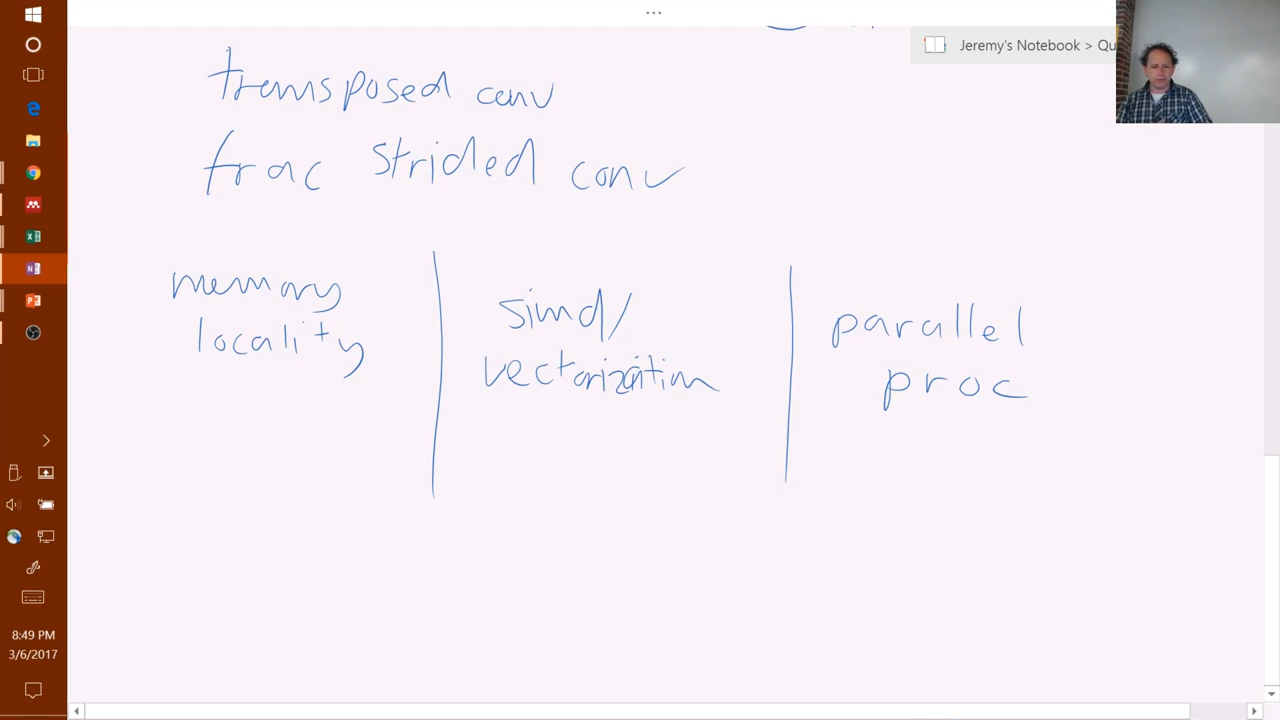 Jeremy's Notebook > Qu
transposed conv
frac strided conv
memory
locality
simd/
vectorization
parallel
proc
8:49 PM
3/6/2017